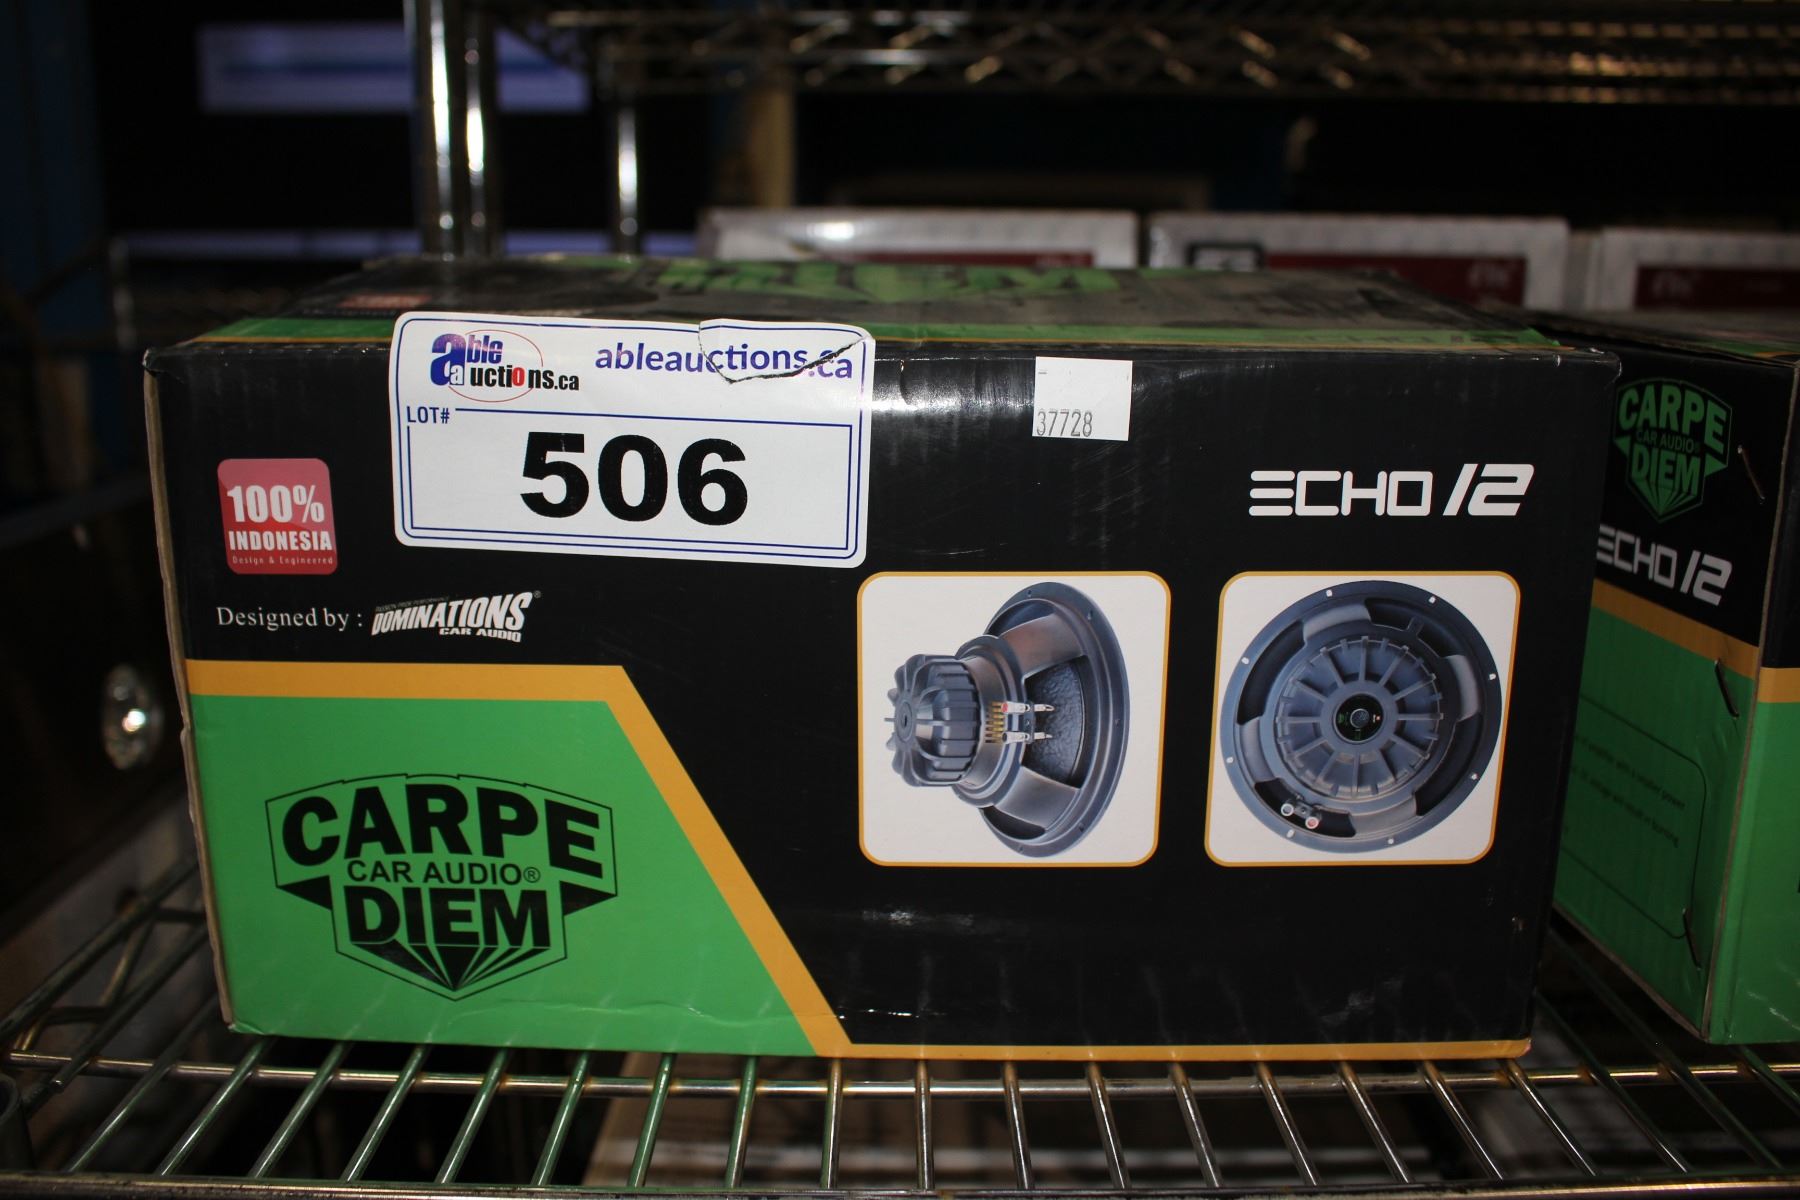 able
auctions.ca
ableauctions.ca
LOT#
506
37728
100%
INDONESIA
Design & Engineered
Designed by : DOMINATIONS®
CAR AUDIO
ECHO 12
CARPE
CAR AUDIO®
DIEM
CARPE
CAR AUDIO®
DIEM
ECHO 12